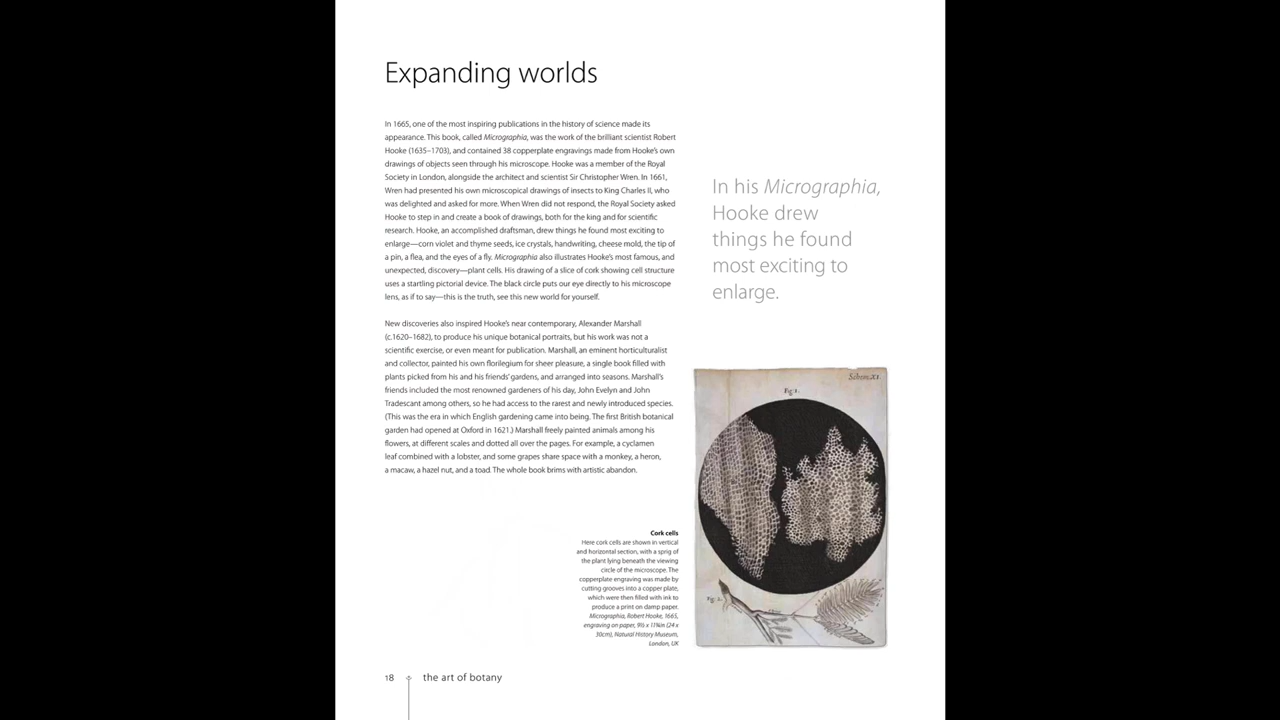 Expanding worlds
In 1665, one of the most inspiring publications in the history of science made its
appearance. This book, called Micrographia, was the work of the brilliant scientist Robert
Hooke (1635–1703), and contained 38 copperplate engravings made from Hooke's own
drawings of objects seen through his microscope. Hooke was a member of the Royal
Society in London, alongside the architect and scientist Sir Christopher Wren. In 1661,
Wren had presented his own microscopical drawings of insects to King Charles II, who
was delighted and asked for more. When Wren did not respond, the Royal Society asked
Hooke to step in and create a book of drawings, both for the king and for scientific
research. Hooke, an accomplished draftsman, drew things he found most exciting to
enlarge—corn violet and thyme seeds, ice crystals, handwriting, cheese mold, the tip of
a pin, a flea, and the eyes of a fly. Micrographia also illustrates Hooke's most famous, and
unexpected, discovery—plant cells. His drawing of a slice of cork showing cell structure
uses a startling pictorial device. The black circle puts our eye directly to his microscope
lens, as if to say—this is the truth, see this new world for yourself.
New discoveries also inspired Hooke's near contemporary, Alexander Marshall
(c.1620–1682), to produce his unique botanical portraits, but his work was not a
scientific exercise, or even meant for publication. Marshall, an eminent horticulturalist
and collector, painted his own florilegium for sheer pleasure, a single book filled with
plants picked from his and his friends' gardens, and arranged into seasons. Marshall's
friends included the most renowned gardeners of his day, John Evelyn and John
Tradescant among others, so he had access to the rarest and newly introduced species.
(This was the era in which English gardening came into being. The first British botanical
garden had opened at Oxford in 1621.) Marshall freely painted animals among his
flowers, at different scales and dotted all over the pages. For example, a cyclamen
leaf combined with a lobster, and some grapes share space with a monkey, a heron,
a macaw, a hazel nut, and a toad. The whole book brims with artistic abandon.
In his Micrographia,
Hooke drew
things he found
most exciting to
enlarge.
Schem.XI
Fig:1.
Fig:2.
Cork cells
Here cork cells are shown in vertical
and horizontal section, with a sprig of
the plant lying beneath the viewing
circle of the microscope. The
copperplate engraving was made by
cutting grooves into a copper plate,
which were then filled with ink to
produce a print on damp paper.
Micrographia, Robert Hooke, 1665,
engraving on paper, 9½ x 11¾in (24 x
30cm), Natural History Museum,
London, UK
18
the art of botany